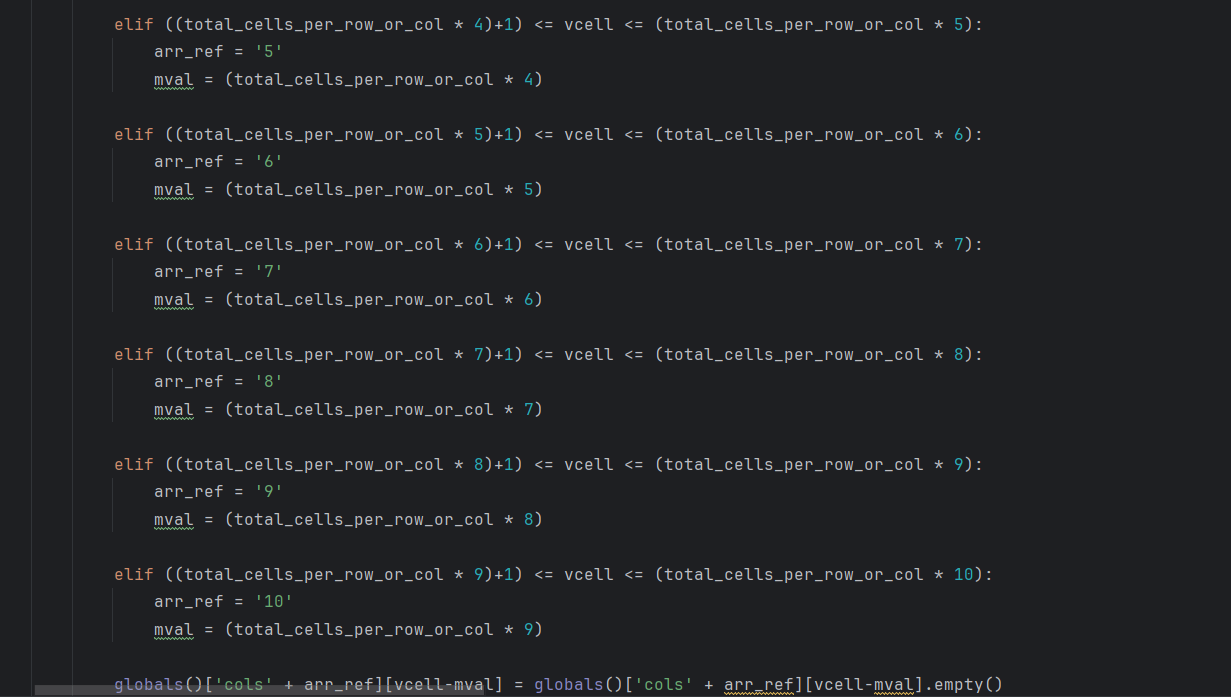 elif ((total_cells_per_row_or_col * 4)+1) <= vcell <= (total_cells_per_row_or_col * 5):
arr_ref = '5'
mval = (total_cells_per_row_or_col * 4)
elif ((total_cells_per_row_or_col * 5)+1) <= vcell <= (total_cells_per_row_or_col * 6):
arr_ref = '6'
mval = (total_cells_per_row_or_col * 5)
elif ((total_cells_per_row_or_col * 6)+1) <= vcell <= (total_cells_per_row_or_col * 7):
arr_ref = '7'
mval = (total_cells_per_row_or_col * 6)
elif ((total_cells_per_row_or_col * 7)+1) <= vcell <= (total_cells_per_row_or_col * 8):
arr_ref = '8'
mval = (total_cells_per_row_or_col * 7)
elif ((total_cells_per_row_or_col * 8)+1) <= vcell <= (total_cells_per_row_or_col * 9):
arr_ref = '9'
mval = (total_cells_per_row_or_col * 8)
elif ((total_cells_per_row_or_col * 9)+1) <= vcell <= (total_cells_per_row_or_col * 10):
arr_ref = '10'
mval = (total_cells_per_row_or_col * 9)
globals()['cols' + arr_ref][vcell-mval] = globals()['cols' + arr_ref][vcell-mval].empty()